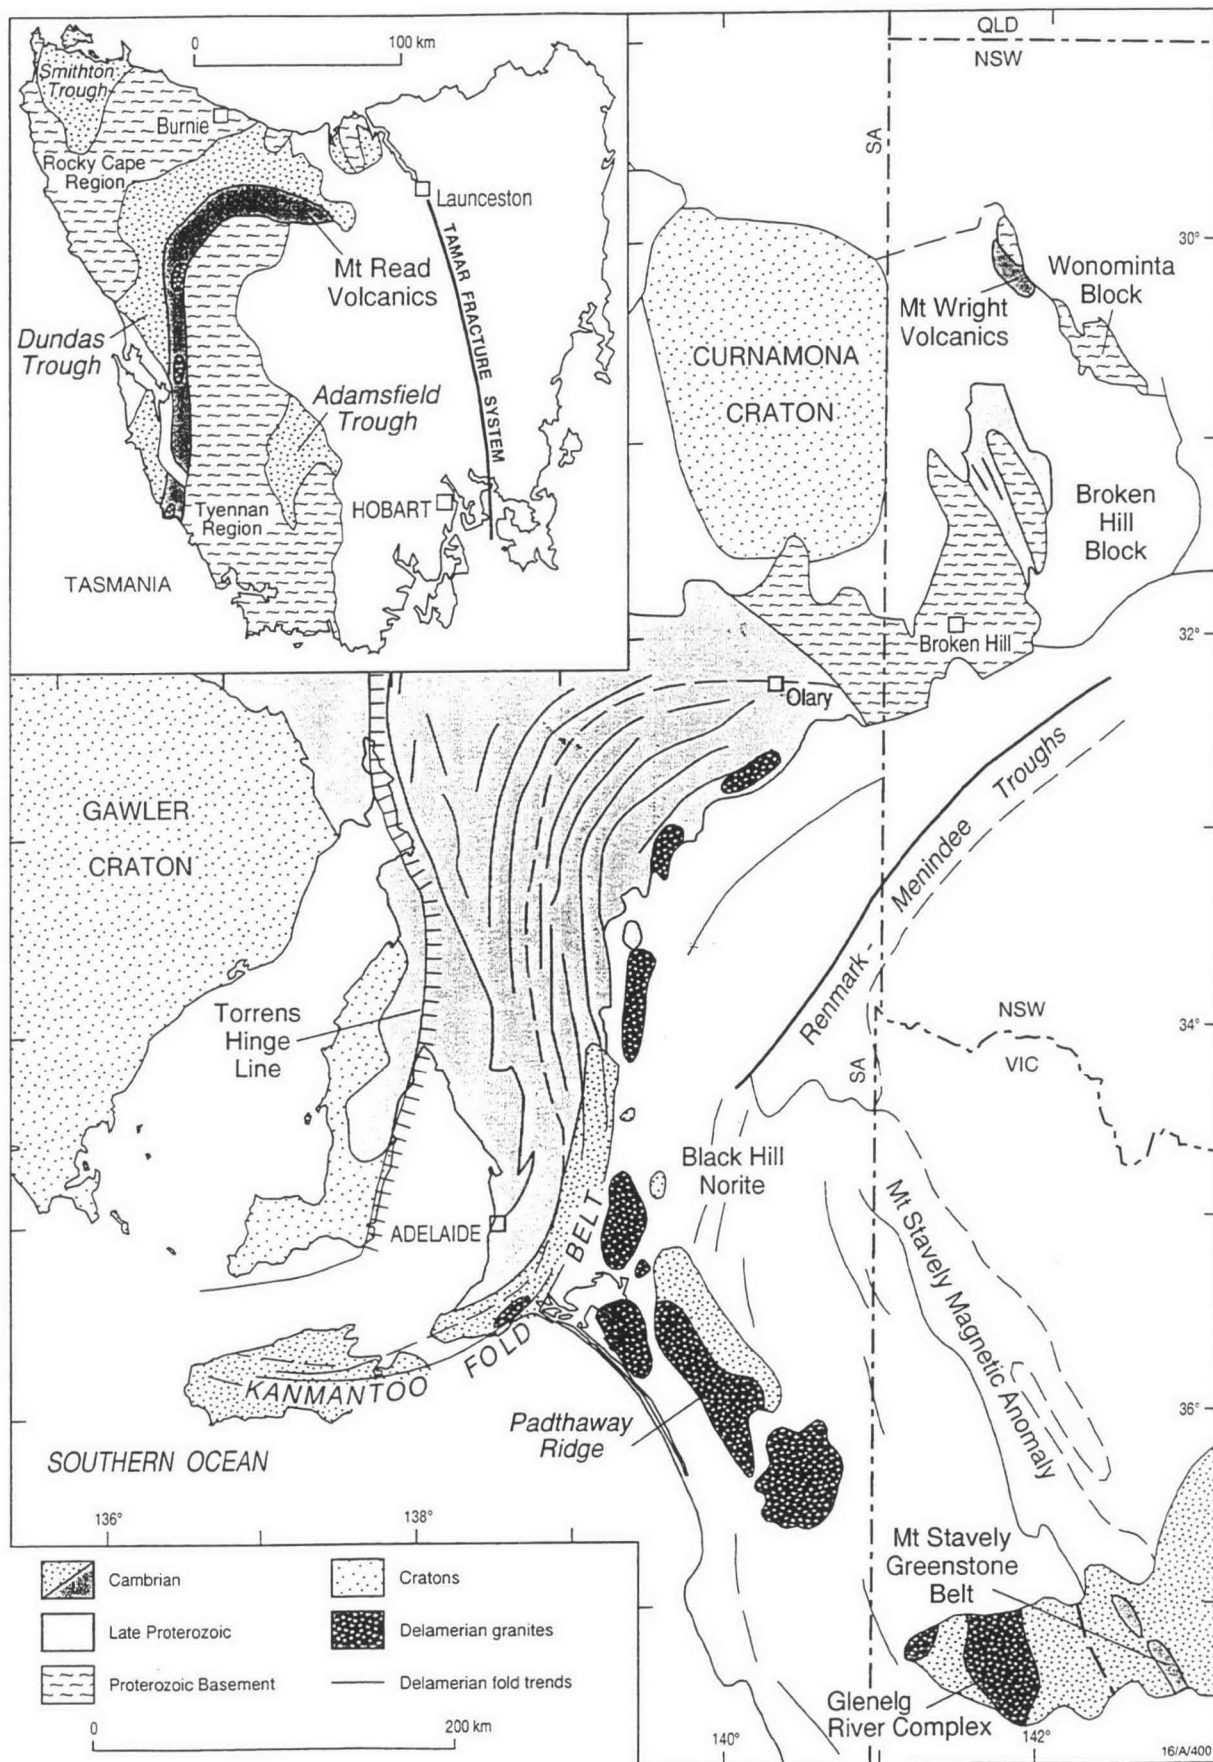 0 100 km
Smithton
Trough
Burnie
Rocky Cape
Region
Launceston
Mt Read
Volcanics
TAMAR FRACTURE SYSTEM
Dundas
Trough
Adamsfield
Trough
HOBART
Tyennan
Region
TASMANIA
QLD
NSW
SA
30°
Wonominta
Block
Mt Wright
Volcanics
CURNAMONA
CRATON
Broken
Hill
Block
32°
Broken Hill
Olary
GAWLER
CRATON
Renmark Menindee Troughs
Torrens
Hinge
Line
34°
NSW
VIC
SA
Black Hill
Norite
ADELAIDE
Mt Stavely Magnetic Anomaly
KANMANTOO FOLD BELT
Padthaway
Ridge
36°
SOUTHERN OCEAN
136° 138°
Mt Stavely
Greenstone
Belt
Cambrian
Cratons
Late Proterozoic
Delamerian granites
Proterozoic Basement
Delamerian fold trends
0 200 km
Glenelg
River Complex
140° 142°
16/A/400